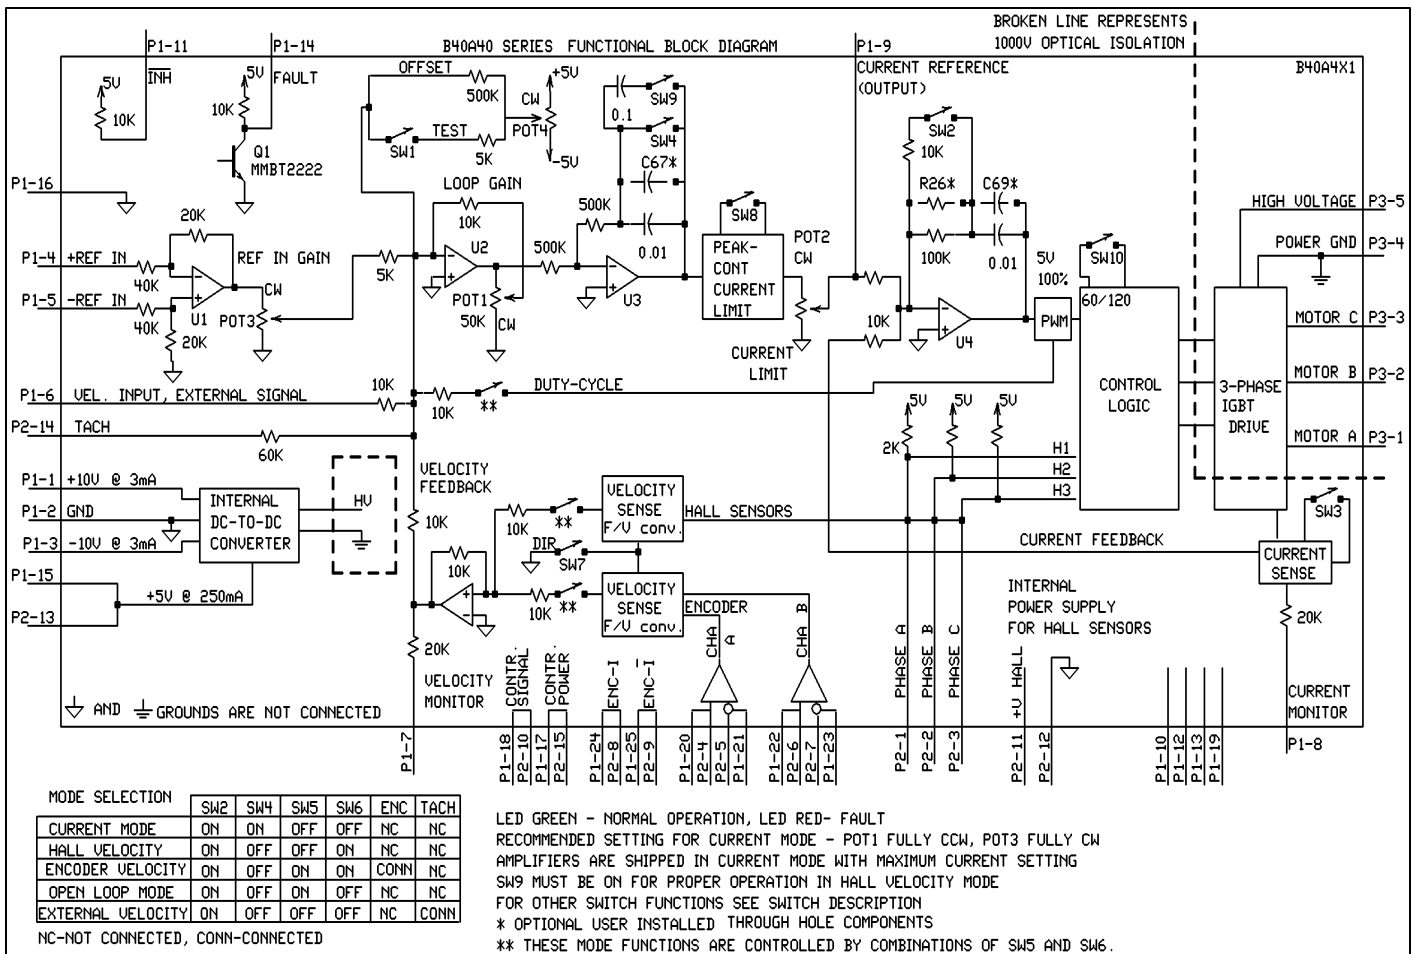 BROKEN LINE REPRESENTS
1000V OPTICAL ISOLATION
B40A40 SERIES FUNCTIONAL BLOCK DIAGRAM
B40A4X1
P1-11
INH
5V
10K
P1-14
FAULT
5V
10K
Q1
MMBT2222
P1-16
OFFSET
500K
TEST
SW1
5K
CW
POT4
+5V
-5V
SW9
0.1
SW4
C67*
500K
0.01
P1-9
CURRENT REFERENCE
(OUTPUT)
SW2
10K
R26*
C69*
100K
0.01
HIGH VOLTAGE P3-5
POWER GND P3-4
MOTOR C P3-3
MOTOR B P3-2
MOTOR A P3-1
P1-4 +REF IN
40K
20K
REF IN GAIN
CW
P1-5 -REF IN
40K
U1
20K
POT3
5K
LOOP GAIN
10K
U2
POT1
50K
CW
500K
U3
SW8
PEAK-
CONT
CURRENT
LIMIT
POT2
CW
CURRENT
LIMIT
10K
U4
5V
100%
PWM
SW10
60/120
CONTROL
LOGIC
3-PHASE
IGBT
DRIVE
P1-6 VEL. INPUT, EXTERNAL SIGNAL
10K
10K
**
DUTY-CYCLE
P2-14 TACH
60K
5V
5V
5V
2K
H1
H2
H3
P1-1 +10V @ 3mA
P1-2 GND
P1-3 -10V @ 3mA
P1-15
P2-13
+5V @ 250mA
INTERNAL
DC-TO-DC
CONVERTER
HV
VELOCITY
FEEDBACK
10K
10K
10K
**
VELOCITY
SENSE
F/V conv.
HALL SENSORS
DIR
SW7
10K
**
VELOCITY
SENSE
F/V conv.
ENCODER
CURRENT FEEDBACK
SW3
CURRENT
SENSE
20K
INTERNAL
POWER SUPPLY
FOR HALL SENSORS
20K
VELOCITY
MONITOR
CONTR.
SIGNAL
CONTR.
POWER
ENC-I
ENC-I
CHA A
CHA B
PHASE A
PHASE B
PHASE C
+V HALL
CURRENT
MONITOR
AND GROUNDS ARE NOT CONNECTED
P1-7
P1-18
P2-10
P1-17
P2-15
P1-24
P2-8
P1-25
P2-9
P1-20
P2-4
P2-5
P1-21
P1-22
P2-6
P2-7
P1-23
P2-1
P2-2
P2-3
P2-11
P2-12
P1-10
P1-12
P1-13
P1-19
P1-8
MODE SELECTION SW2 SW4 SW5 SW6 ENC TACH
CURRENT MODE ON ON OFF OFF NC NC
HALL VELOCITY ON OFF OFF ON NC NC
ENCODER VELOCITY ON OFF ON ON CONN NC
OPEN LOOP MODE ON OFF ON OFF NC NC
EXTERNAL VELOCITY ON OFF OFF OFF NC CONN
NC-NOT CONNECTED, CONN-CONNECTED
LED GREEN - NORMAL OPERATION, LED RED- FAULT
RECOMMENDED SETTING FOR CURRENT MODE - POT1 FULLY CCW, POT3 FULLY CW
AMPLIFIERS ARE SHIPPED IN CURRENT MODE WITH MAXIMUM CURRENT SETTING
SW9 MUST BE ON FOR PROPER OPERATION IN HALL VELOCITY MODE
FOR OTHER SWITCH FUNCTIONS SEE SWITCH DESCRIPTION
* OPTIONAL USER INSTALLED THROUGH HOLE COMPONENTS
** THESE MODE FUNCTIONS ARE CONTROLLED BY COMBINATIONS OF SW5 AND SW6.